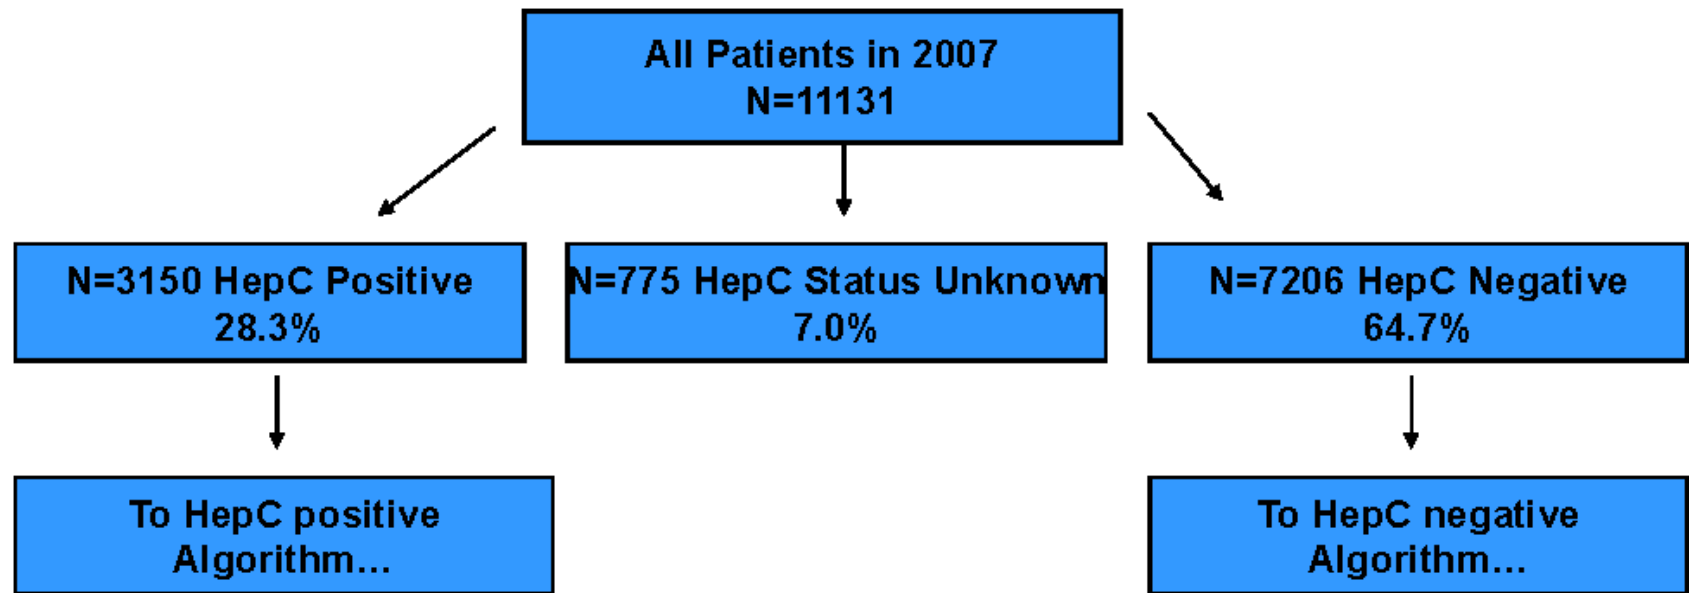 All Patients in 2007
N=11131
N=3150 HepC Positive
28.3%
N=775 HepC Status Unknown
7.0%
N=7206 HepC Negative
64.7%
To HepC positive
Algorithm...
To HepC negative
Algorithm...